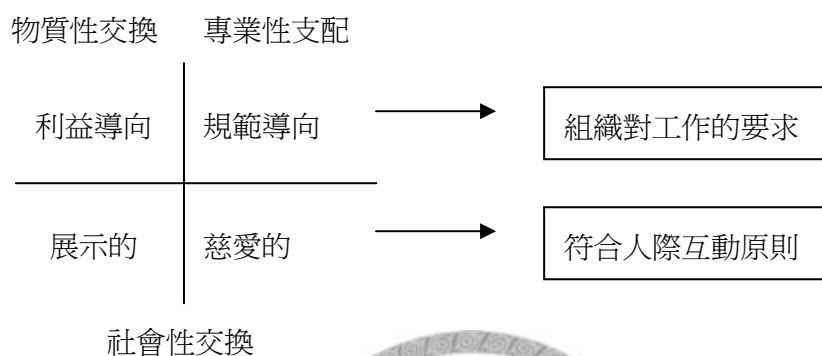 物質性交換 專業性支配
利益導向 規範導向 組織對工作的要求
展示的 慈愛的 符合人際互動原則
社會性交換